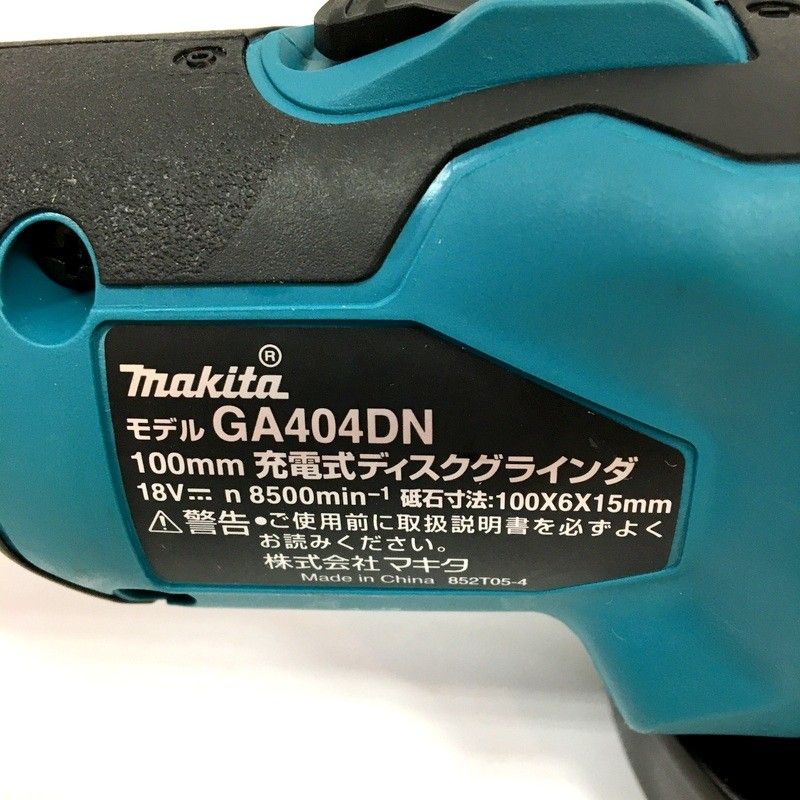 makita®
モデル GA404DN
100mm 充電式ディスクグラインダ
18V⎓ n 8500min⁻¹ 砥石寸法:100X6X15mm
⚠警告 •ご使用前に取扱説明書を必ずよく
お読みください。
株式会社 マキタ
Made in China 852T05-4